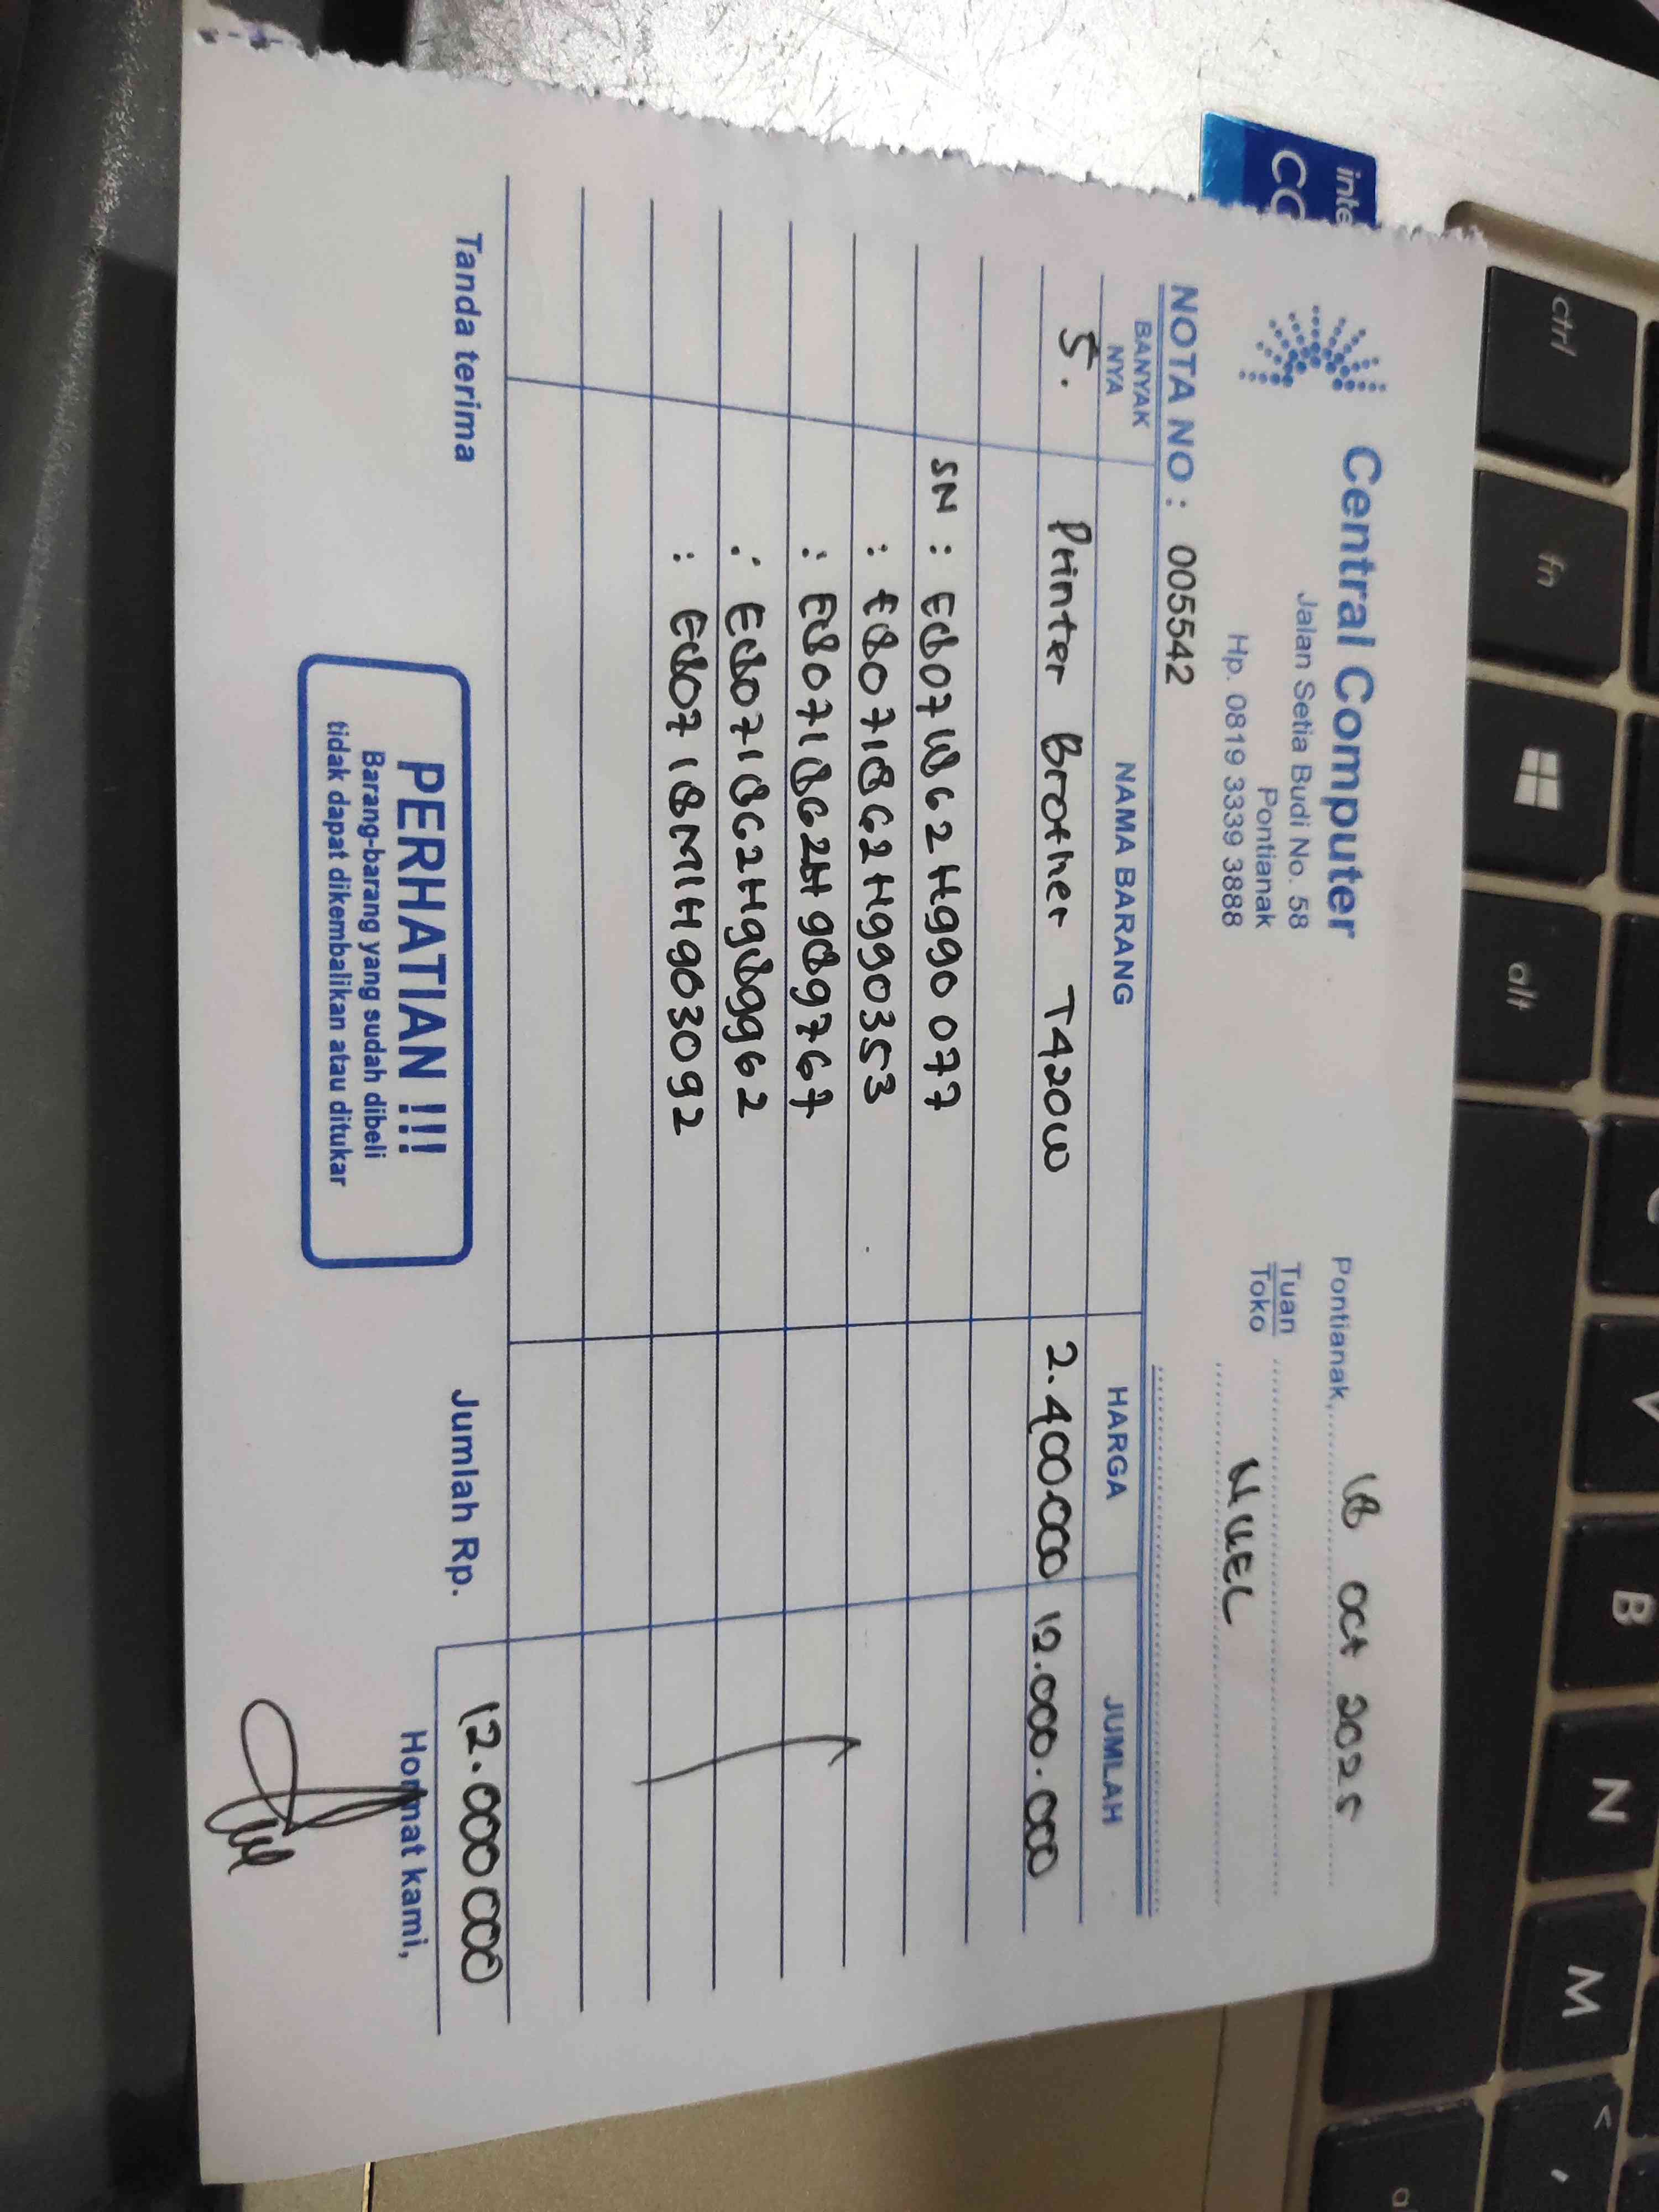 Central Computer
Jalan Setia Budi No. 58
Pontianak
Hp. 0819 3339 3888
Pontianak, 18 Oct 2025
Tuan
Toko
NUEL
NOTA NO : 005542
BANYAK NYA NAMA BARANG HARGA JUMLAH
5. Printer Brother T420W 2.400.000 12.000.000
SN : E80718G2H990077
: E80718G2H990353
: E80718G2H989767
: E80718G2H989962
: E80718M1H903092
Tanda terima
Jumlah Rp. 12.000 000
PERHATIAN !!!
Barang-barang yang sudah dibeli
tidak dapat dikembalikan atau ditukar
Hormat kami,
ctrl
fn
alt
B
N
M
V
inte
CO